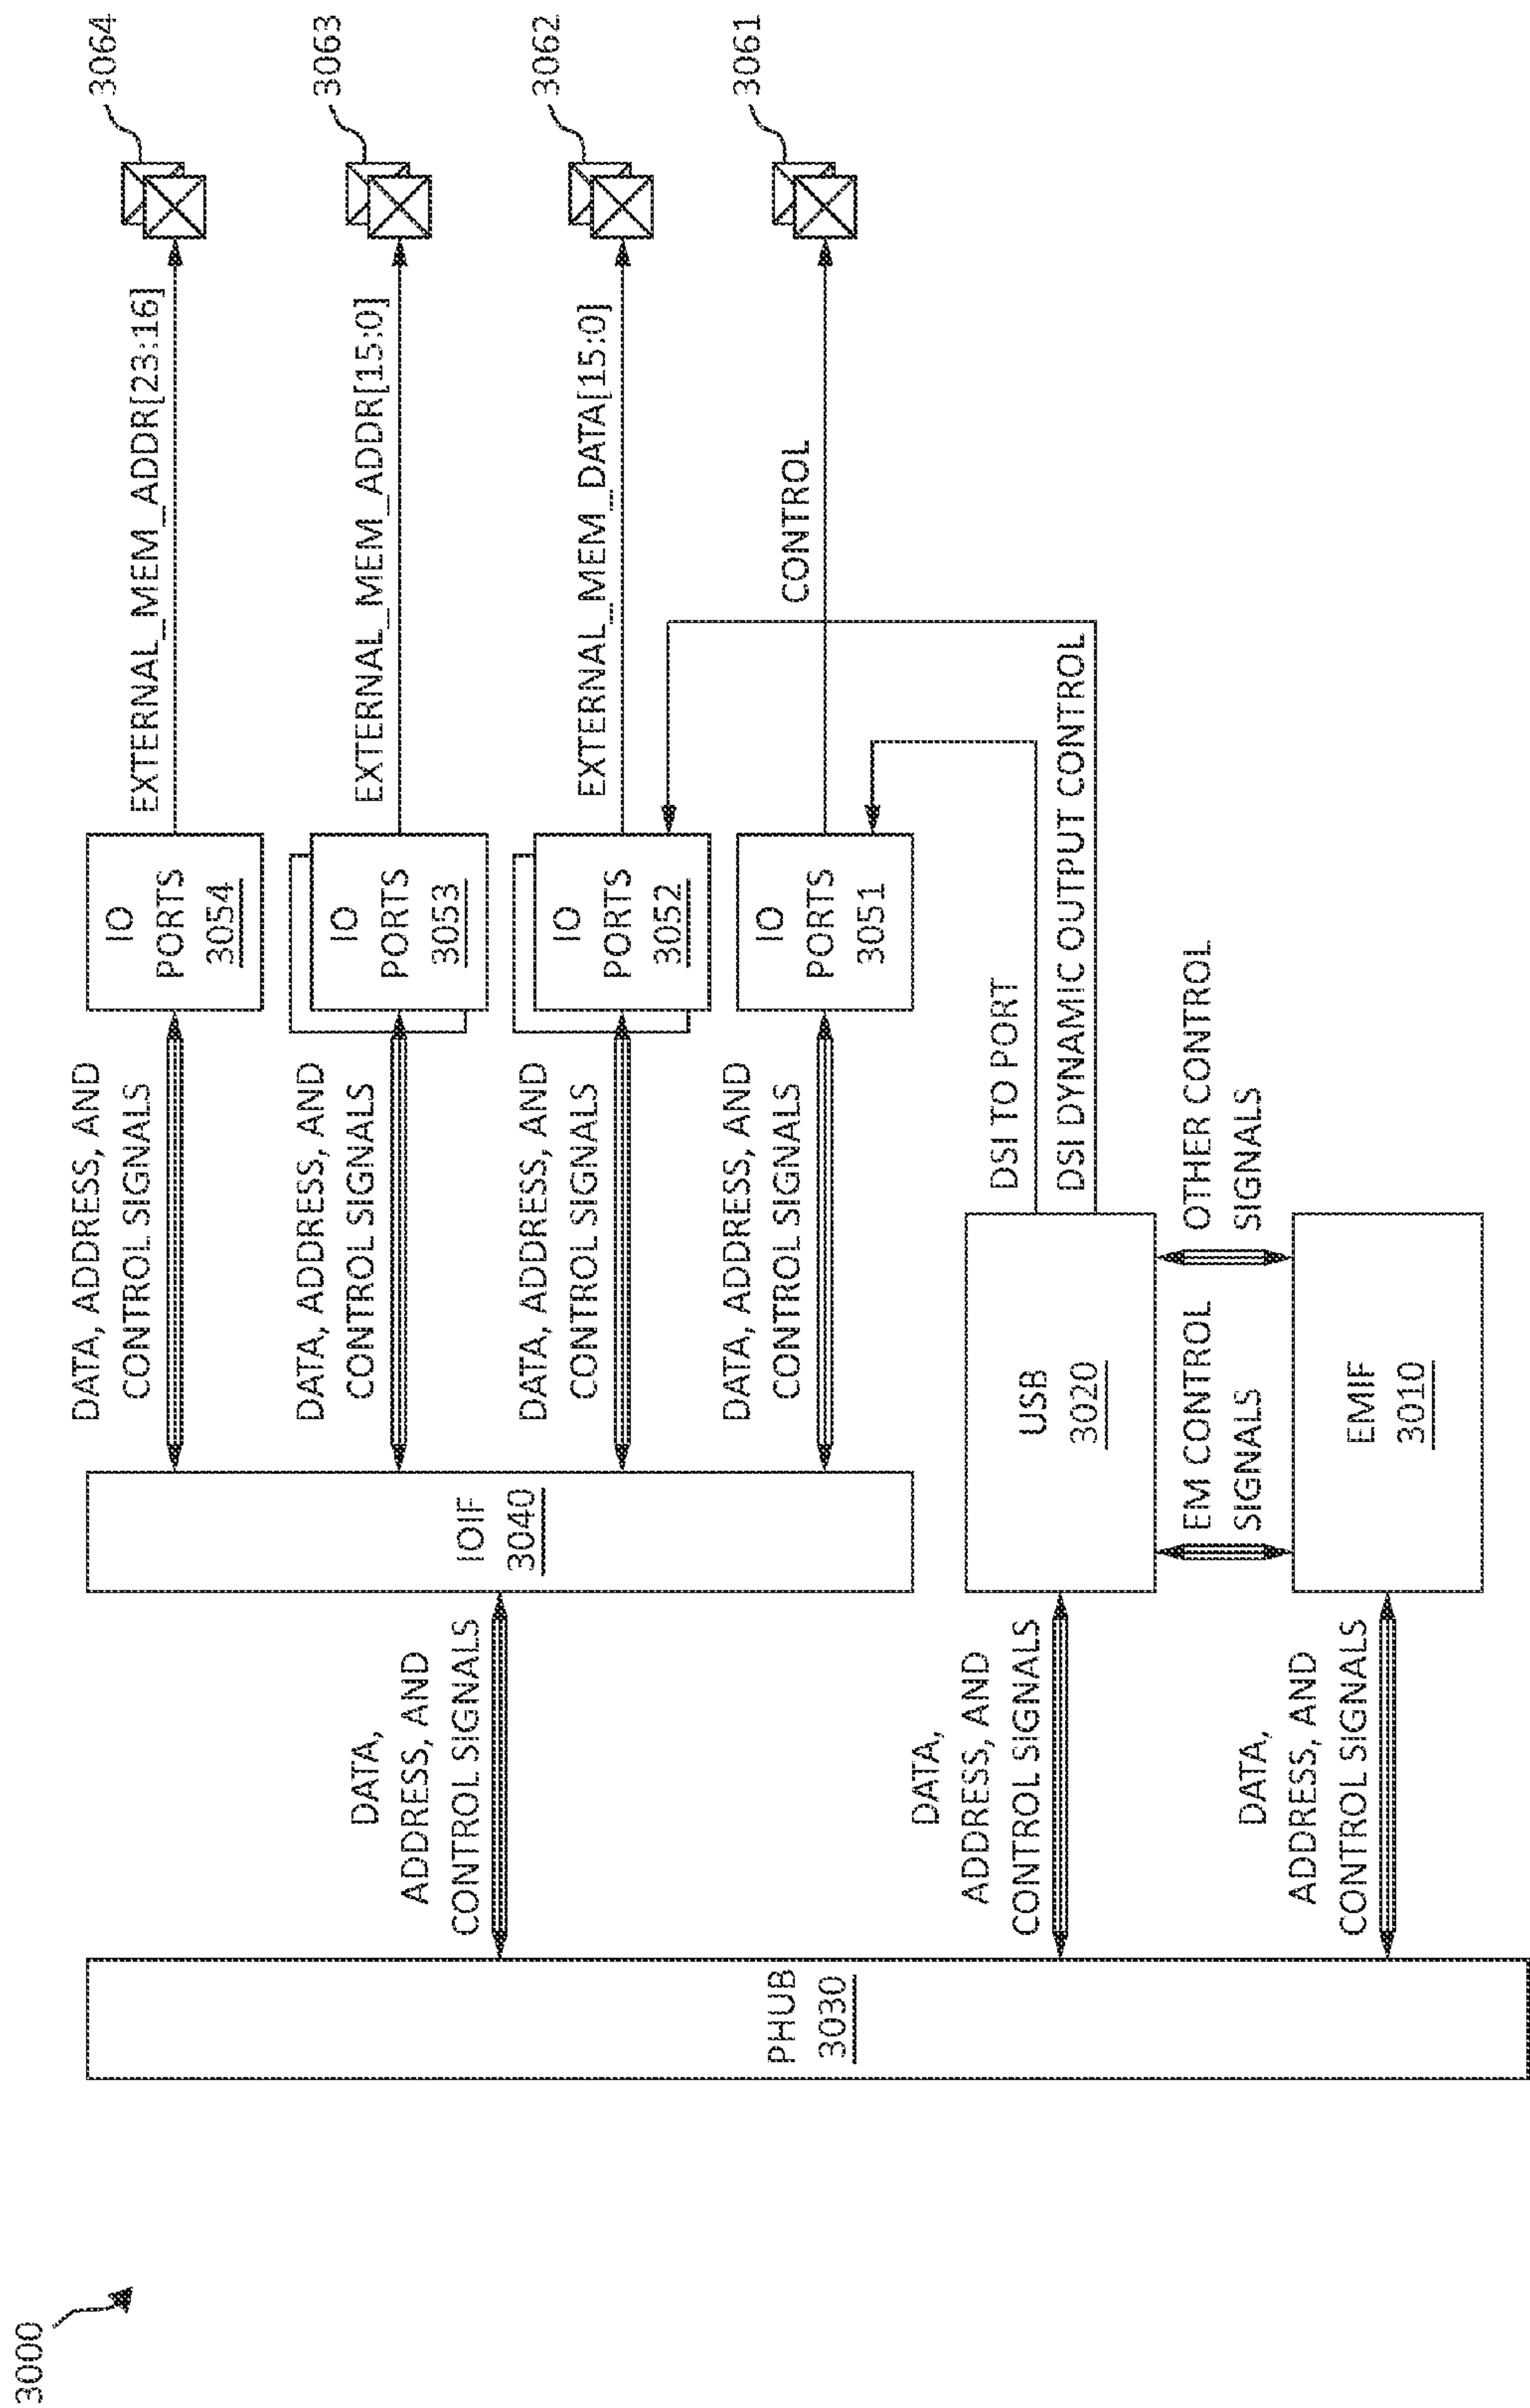 3000
PHUB
3030
DATA,
ADDRESS, AND
CONTROL SIGNALS
DATA,
ADDRESS, AND
CONTROL SIGNALS
DATA,
ADDRESS, AND
CONTROL SIGNALS
IOIF
3040
USB
3020
EMIF
3010
EM CONTROL
SIGNALS
OTHER CONTROL
SIGNALS
DATA, ADDRESS, AND
CONTROL SIGNALS
DATA, ADDRESS, AND
CONTROL SIGNALS
DATA, ADDRESS, AND
CONTROL SIGNALS
DATA, ADDRESS, AND
CONTROL SIGNALS
DSI TO PORT
DSI DYNAMIC OUTPUT CONTROL
IO
PORTS
3054
IO
PORTS
3053
IO
PORTS
3052
IO
PORTS
3051
EXTERNAL_MEM_ADDR[23:16]
EXTERNAL_MEM_ADDR[15:0]
EXTERNAL_MEM_DATA[15:0]
CONTROL
3064
3063
3062
3061